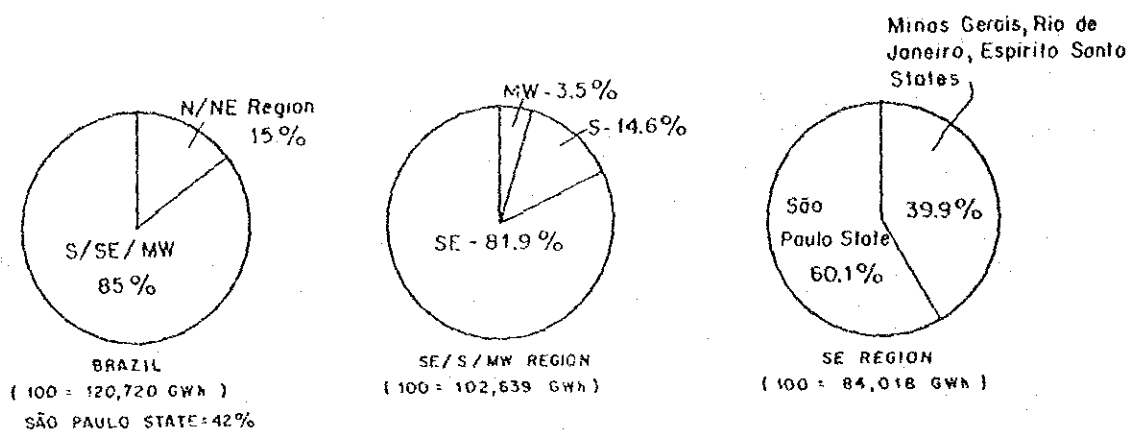 Minas Gerais, Rio de
Janeiro, Espirito Santo
States
N/NE Region
15%
S/SE/MW
85%
BRAZIL
(100 = 120,720 GWh)
SÃO PAULO STATE=42%
MW - 3.5%
S - 14.6%
SE - 81.9%
SE/S/MW REGION
(100 = 102,639 GWh)
São
Paulo State
60.1%
39.9%
SE REGION
(100 = 84,018 GWh)